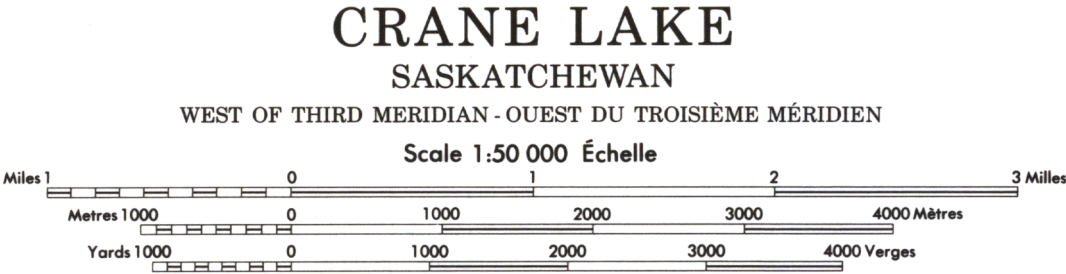 CRANE LAKE
SASKATCHEWAN
WEST OF THIRD MERIDIAN - OUEST DU TROISIÈME MÉRIDIEN
Scale 1:50 000 Échelle
Miles 1 0 1 2 3 Milles
Metres 1000 0 1000 2000 3000 4000 Mètres
Yards 1000 0 1000 2000 3000 4000 Verges